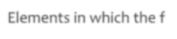 Elements in which the f